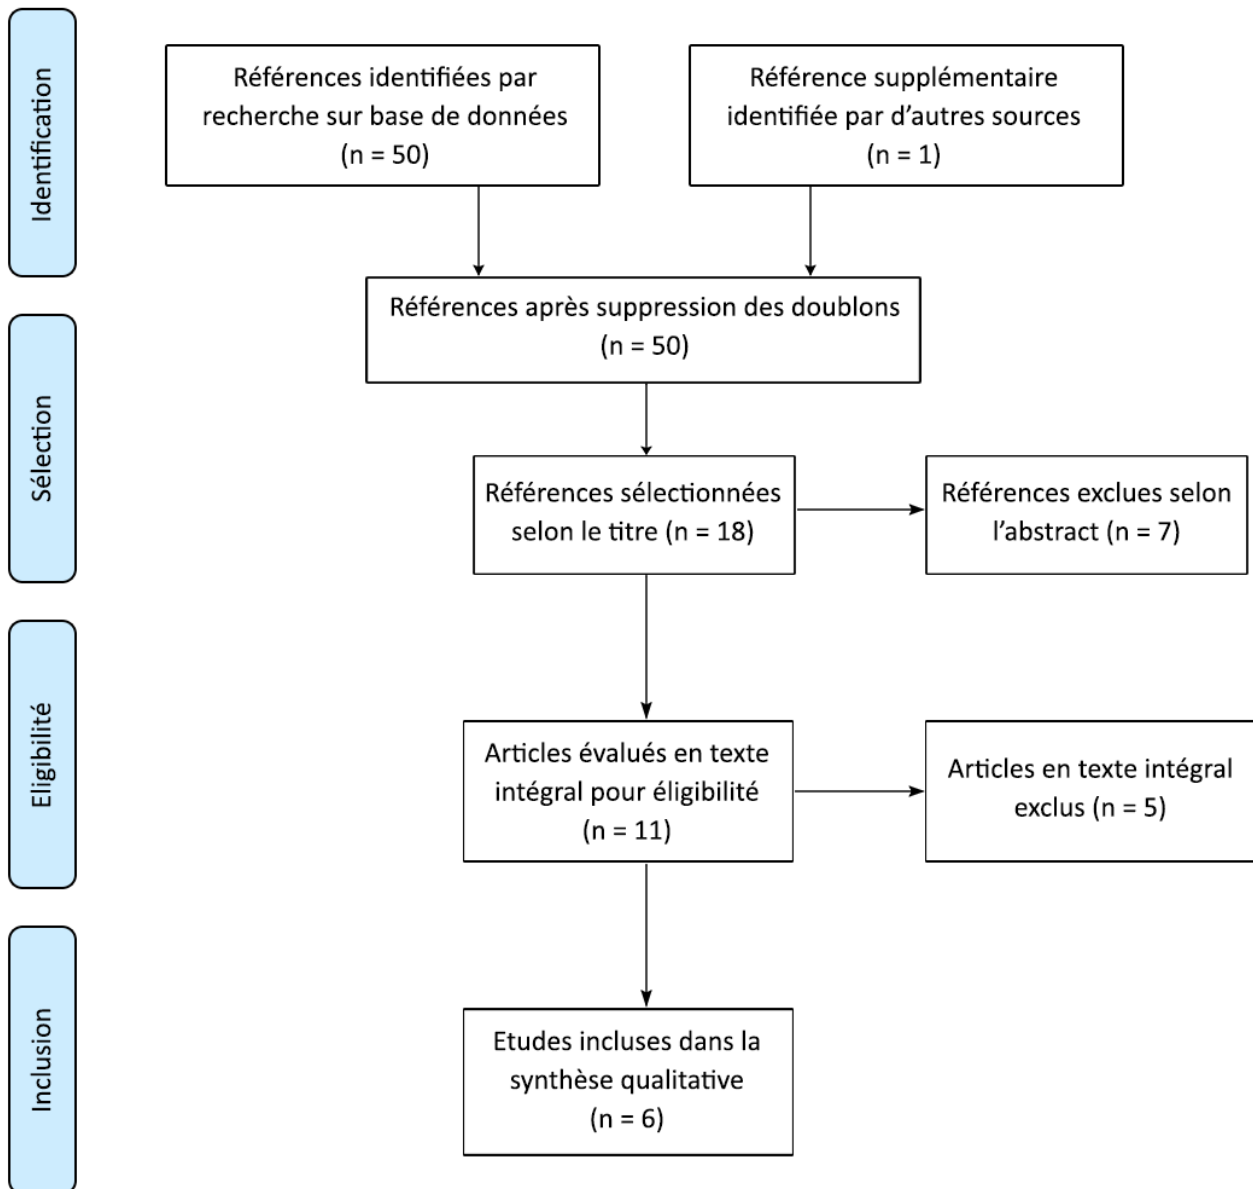 Identification
Références identifiées par
recherche sur base de données
(n = 50)
Référence supplémentaire
identifiée par d'autres sources
(n = 1)
Références après suppression des doublons
(n = 50)
Sélection
Références sélectionnées
selon le titre (n = 18)
Références exclues selon
l'abstract (n = 7)
Eligibilité
Articles évalués en texte
intégral pour éligibilité
(n = 11)
Articles en texte intégral
exclus (n = 5)
Inclusion
Etudes incluses dans la
synthèse qualitative
(n = 6)